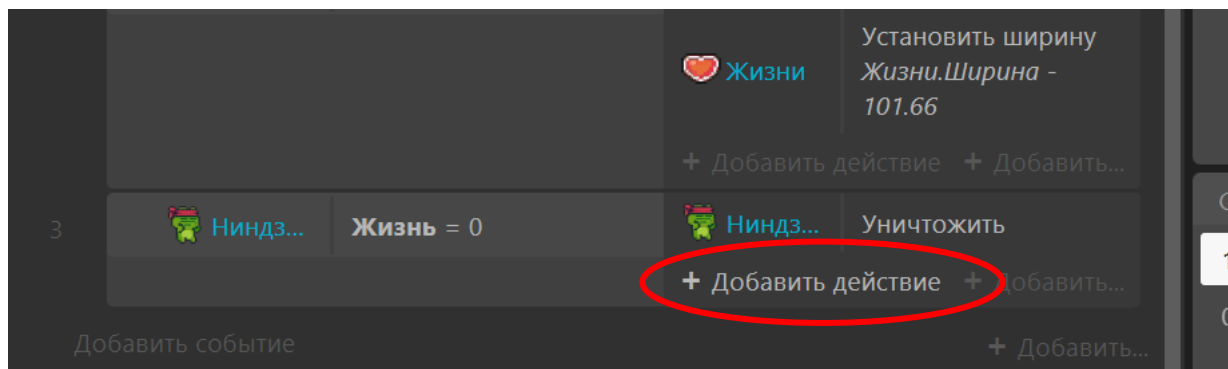 Установить ширину
Жизни
Жизни.Ширина -
101.66
+ Добавить действие + Добавить...
3 Ниндз... Жизнь = 0 Ниндз... Уничтожить
+ Добавить действие + Добавить...
Добавить событие + Добавить...